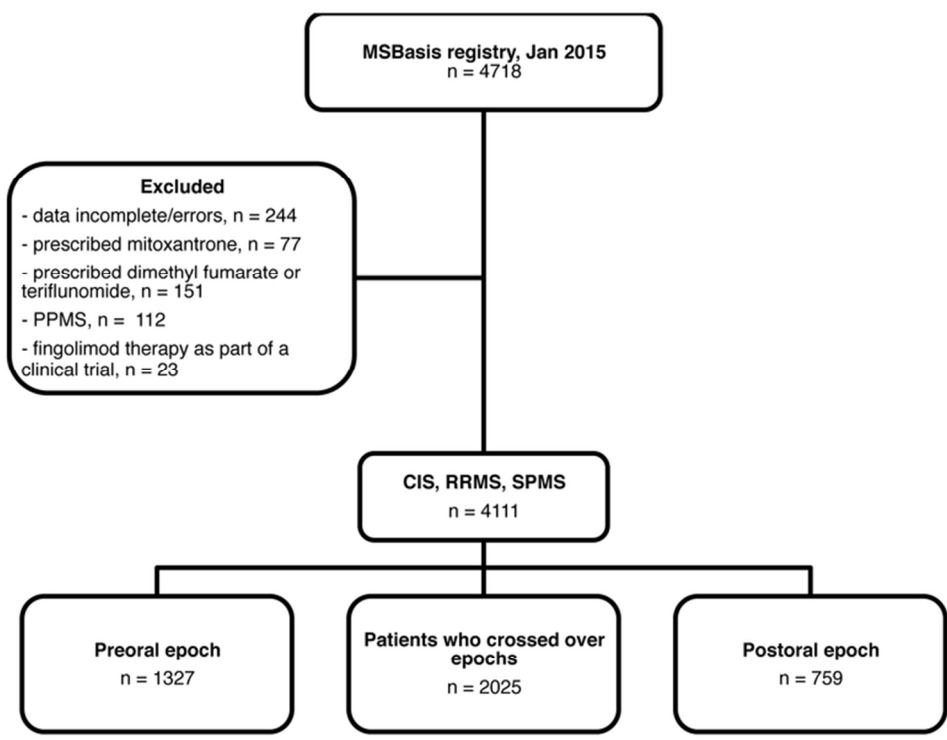 MSBasis registry, Jan 2015
n = 4718
Excluded
- data incomplete/errors, n = 244
- prescribed mitoxantrone, n = 77
- prescribed dimethyl fumarate or
teriflunomide, n = 151
- PPMS, n =  112
- fingolimod therapy as part of a
clinical trial, n = 23
CIS, RRMS, SPMS
n = 4111
Preoral epoch
n = 1327
Patients who crossed over
epochs
n = 2025
Postoral epoch
n = 759